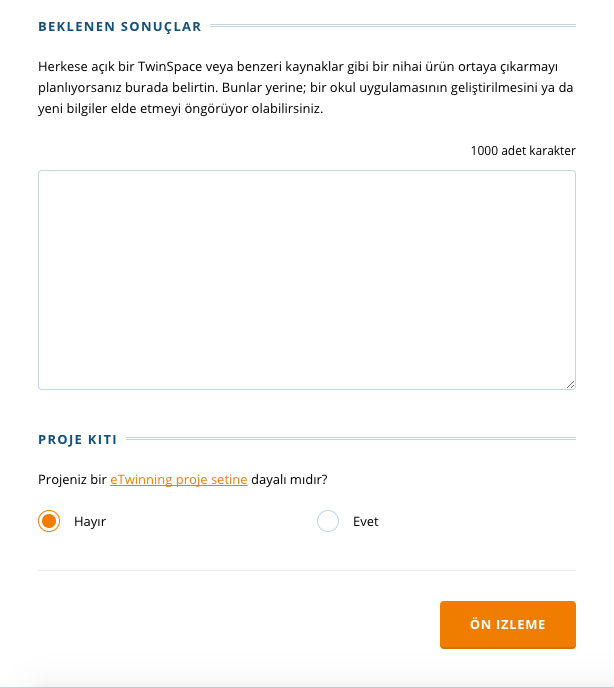 BEKLENEN SONUÇLAR
Herkese açık bir TwinSpace veya benzeri kaynaklar gibi bir nihai ürün ortaya çıkarmayı
planlıyorsanız burada belirtin. Bunlar yerine; bir okul uygulamasının geliştirilmesini ya da
yeni bilgiler elde etmeyi öngörüyor olabilirsiniz.
1000 adet karakter
PROJE KITI
Projeniz bir eTwinning proje setine dayalı mıdır?
Hayır
Evet
ÖN IZLEME